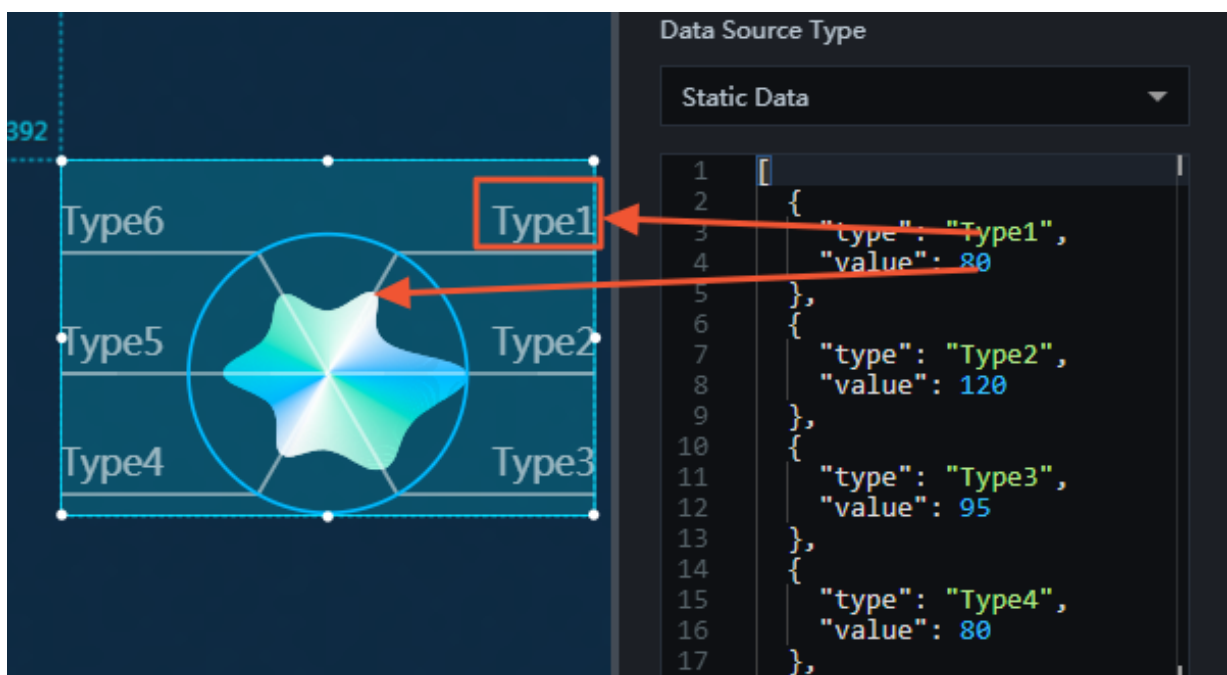 392
Type6
Type1
Type5
Type2
Type4
Type3
Data Source Type
Static Data
1 [
2 {
3 "type": "Type1",
4 "value": 80
5 },
6 {
7 "type": "Type2",
8 "value": 120
9 },
10 {
11 "type": "Type3",
12 "value": 95
13 },
14 {
15 "type": "Type4",
16 "value": 80
17 },